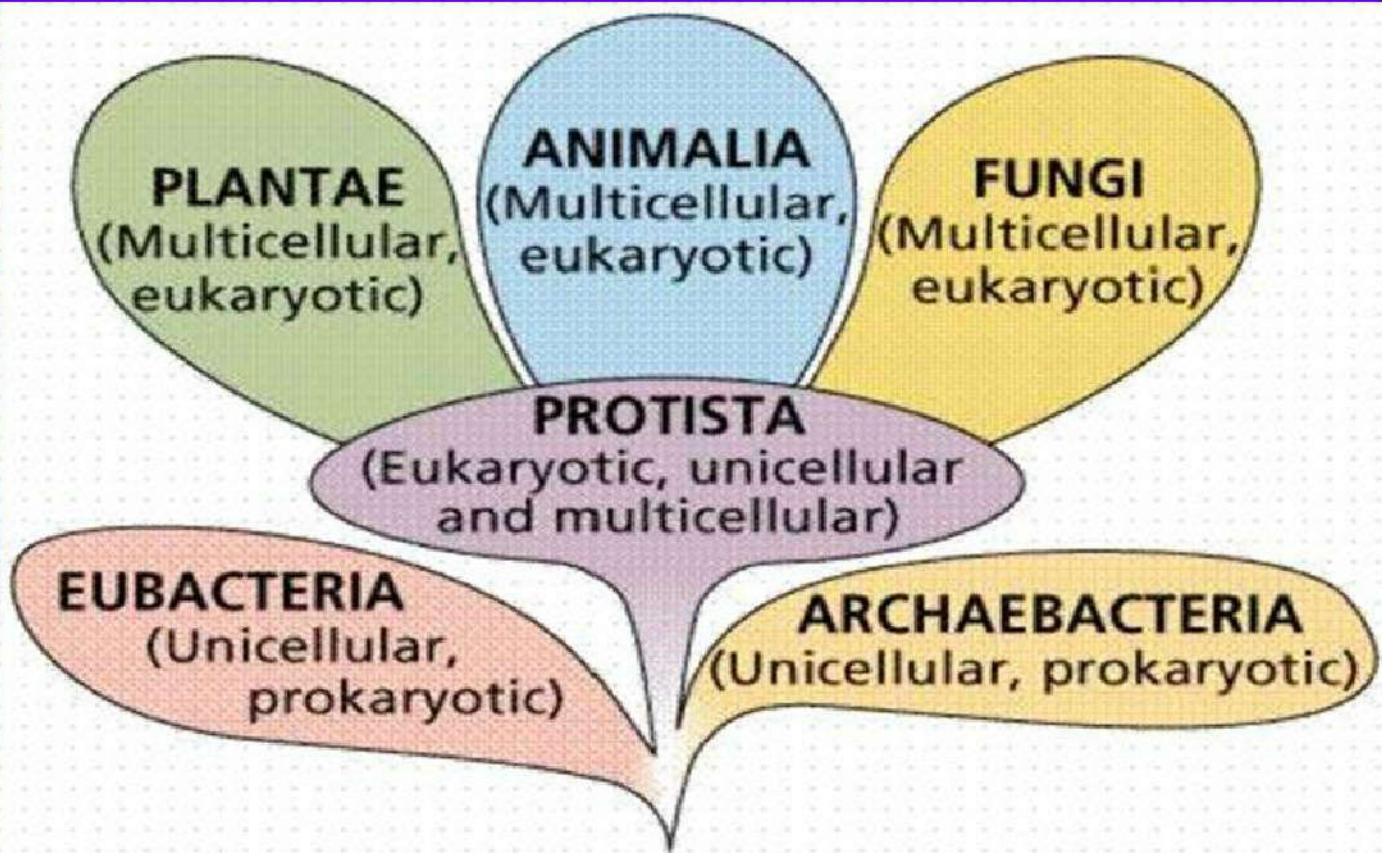 PLANTAE
(Multicellular,
eukaryotic)
ANIMALIA
(Multicellular,
eukaryotic)
FUNGI
(Multicellular,
eukaryotic)
PROTISTA
(Eukaryotic, unicellular
and multicellular)
EUBACTERIA
(Unicellular,
prokaryotic)
ARCHAEBACTERIA
(Unicellular, prokaryotic)